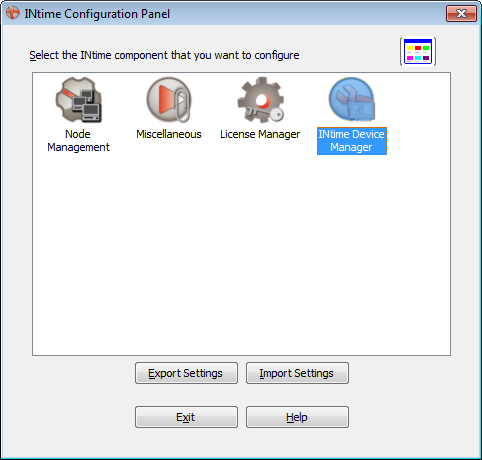 INtime Configuration Panel
Select the INtime component that you want to configure
Node
Management
Miscellaneous
License Manager
INtime Device
Manager
Export Settings
Import Settings
Exit
Help